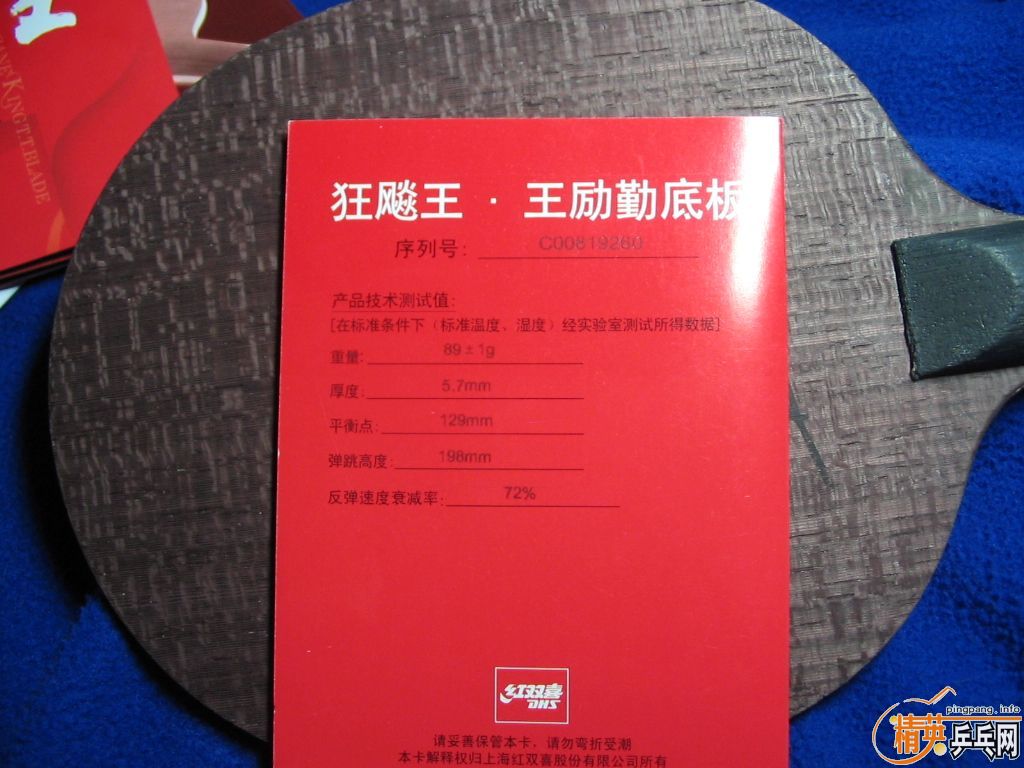 王
KING T.T.BLADE
狂飚王 · 王励勤底板
序列号: C00819260
产品技术测试值:
[在标准条件下（标准温度、湿度）经实验室测试所得数据]
重量: 89±1g
厚度: 5.7mm
平衡点: 129mm
弹跳高度: 198mm
反弹速度衰减率: 72%
红双喜
DHS
请妥善保管本卡，请勿弯折受潮
本卡解释权归上海红双喜股份有限公司所有
pingpang.info
精英乒乓网